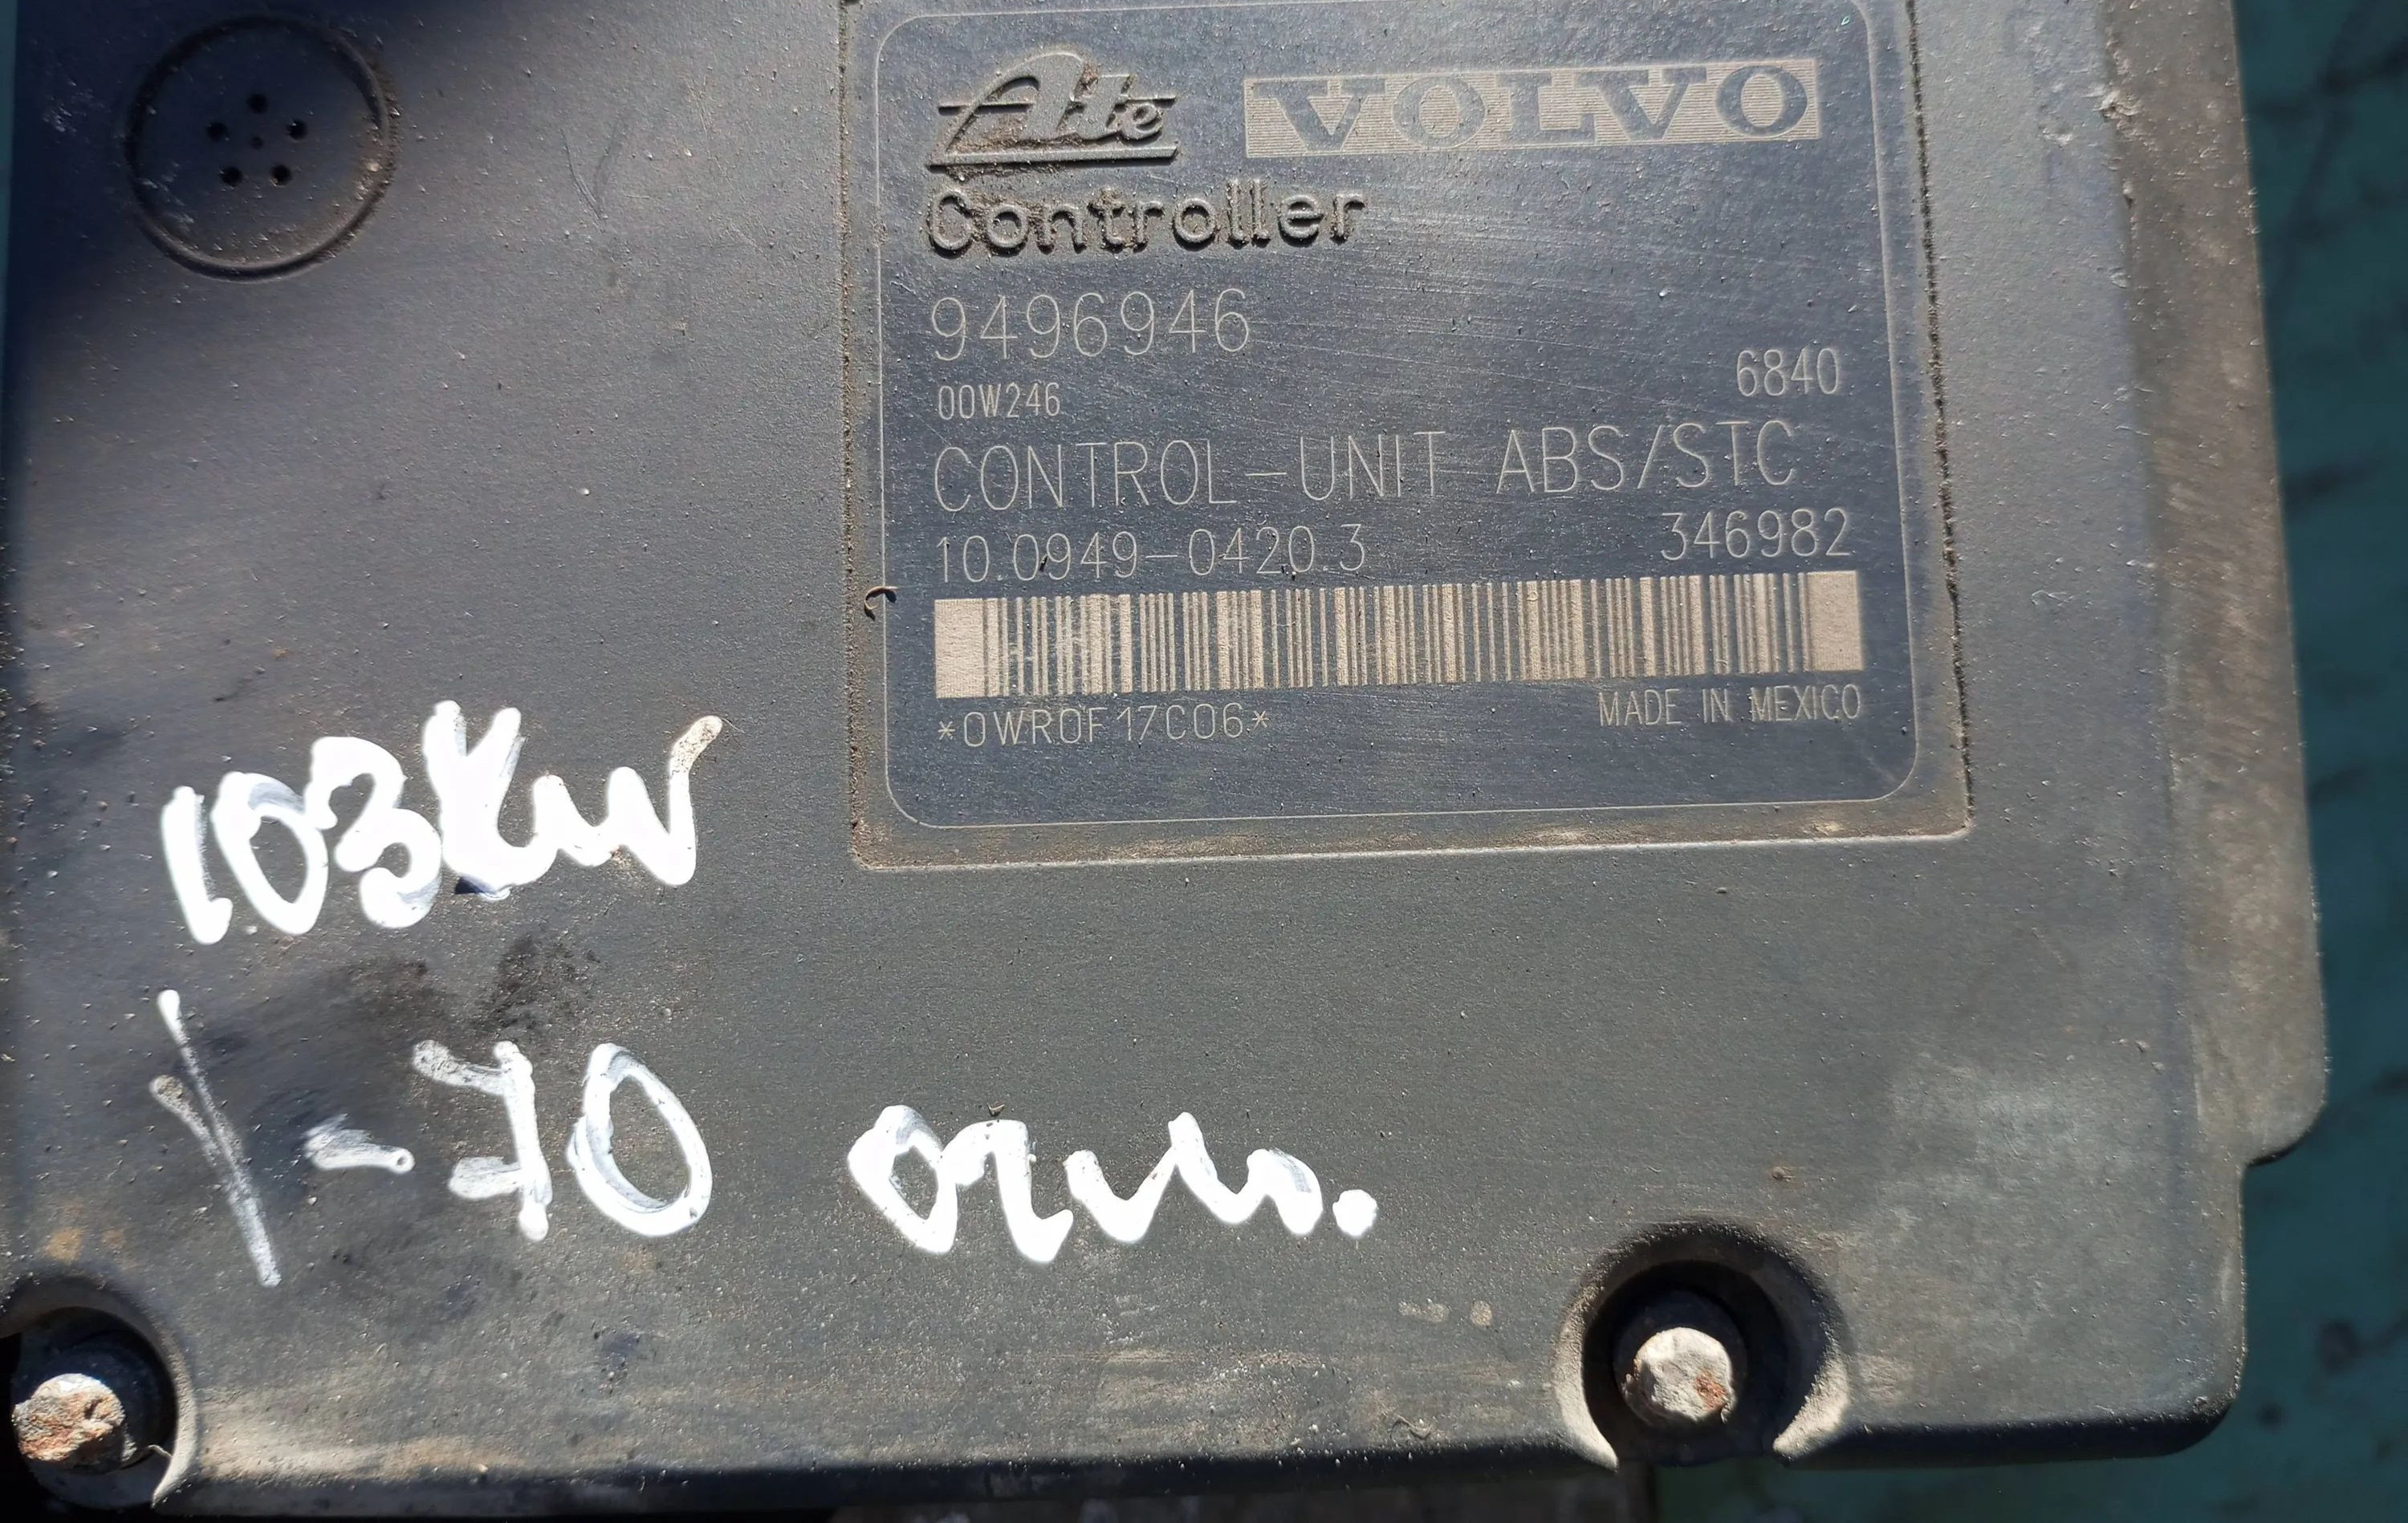 Ate VOLVO
Controller
9496946
00W246 6840
CONTROL-UNIT ABS/STC
10.0949-0420.3 346982
*0WR0F17C06*
MADE IN MEXICO
103Kw
V-70